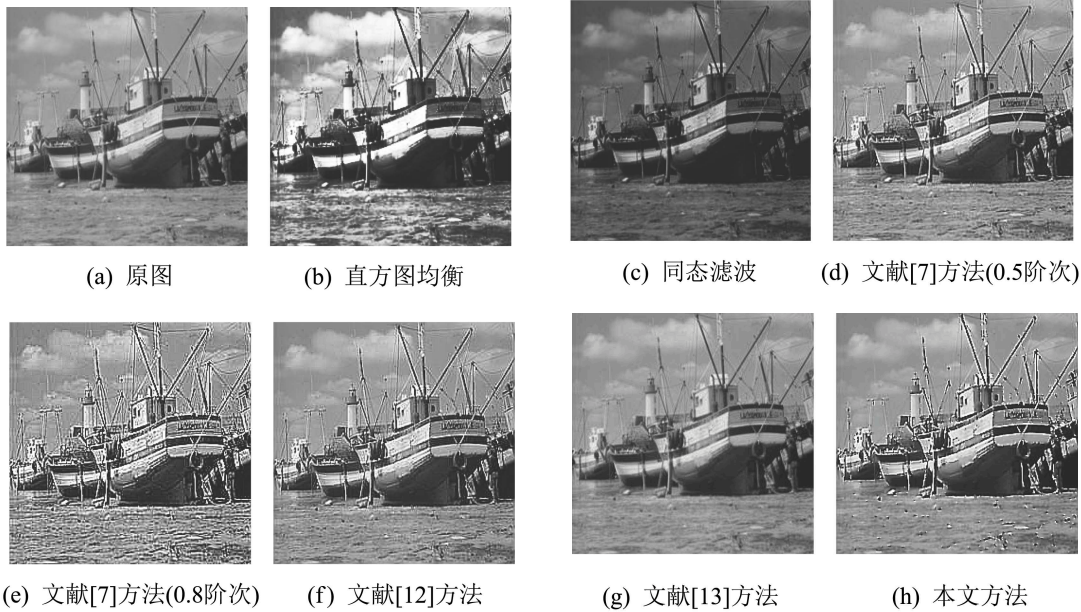 (a) 原图
(b) 直方图均衡
(c) 同态滤波
(d) 文献[7]方法(0.5阶次)
(e) 文献[7]方法(0.8阶次)
(f) 文献[12]方法
(g) 文献[13]方法
(h) 本文方法